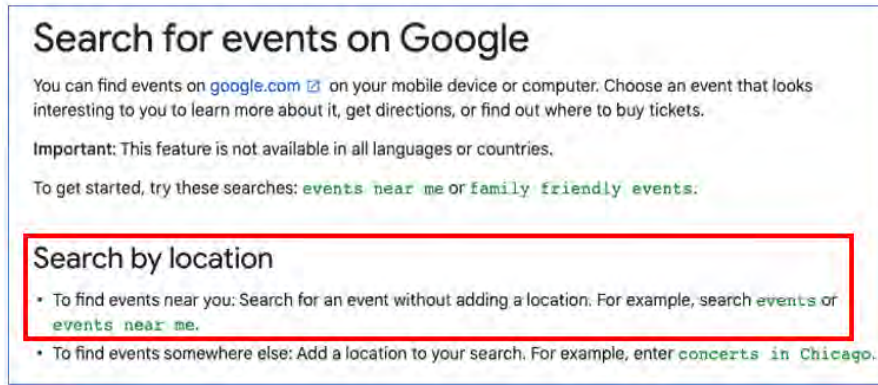 Search for events on Google
You can find events on google.com on your mobile device or computer. Choose an event that looks
interesting to you to learn more about it, get directions, or find out where to buy tickets.
Important: This feature is not available in all languages or countries.
To get started, try these searches: events near me or family friendly events.
Search by location
• To find events near you: Search for an event without adding a location. For example, search events or
events near me.
• To find events somewhere else: Add a location to your search. For example, enter concerts in Chicago.